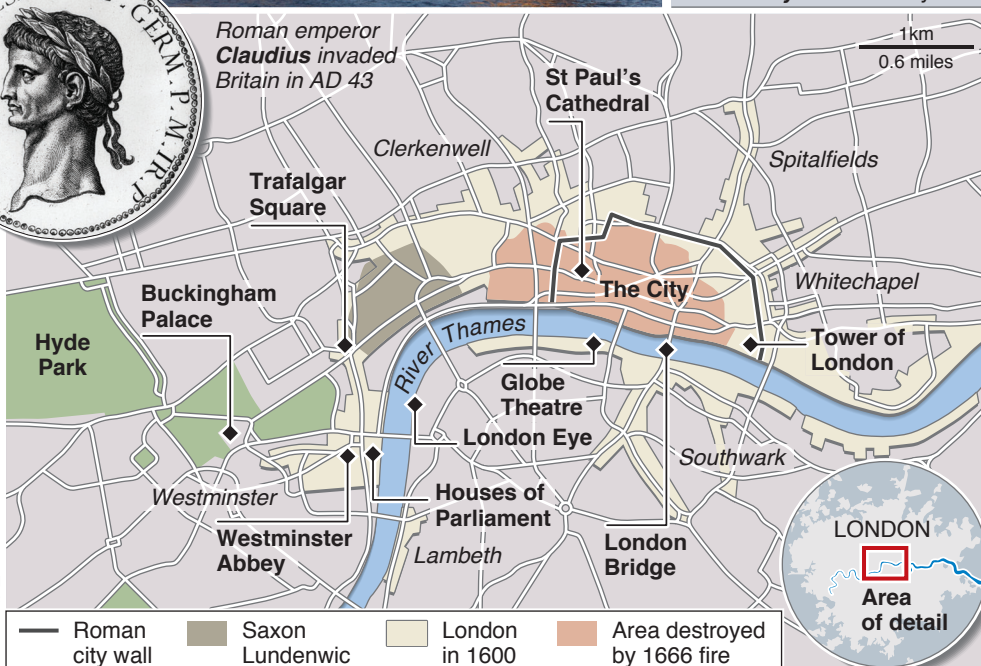 GERM. P. M. TR. P
Roman emperor
Claudius invaded
Britain in AD 43
1km
0.6 miles
St Paul's
Cathedral
Clerkenwell
Spitalfields
Trafalgar
Square
Whitechapel
Buckingham
Palace
The City
Hyde
Park
River Thames
Tower of
London
Globe
Theatre
London Eye
Southwark
Westminster
Houses of
Parliament
Westminster
Abbey
Lambeth
London
Bridge
LONDON
Area
of detail
Roman
city wall
Saxon
Lundenwic
London
in 1600
Area destroyed
by 1666 fire